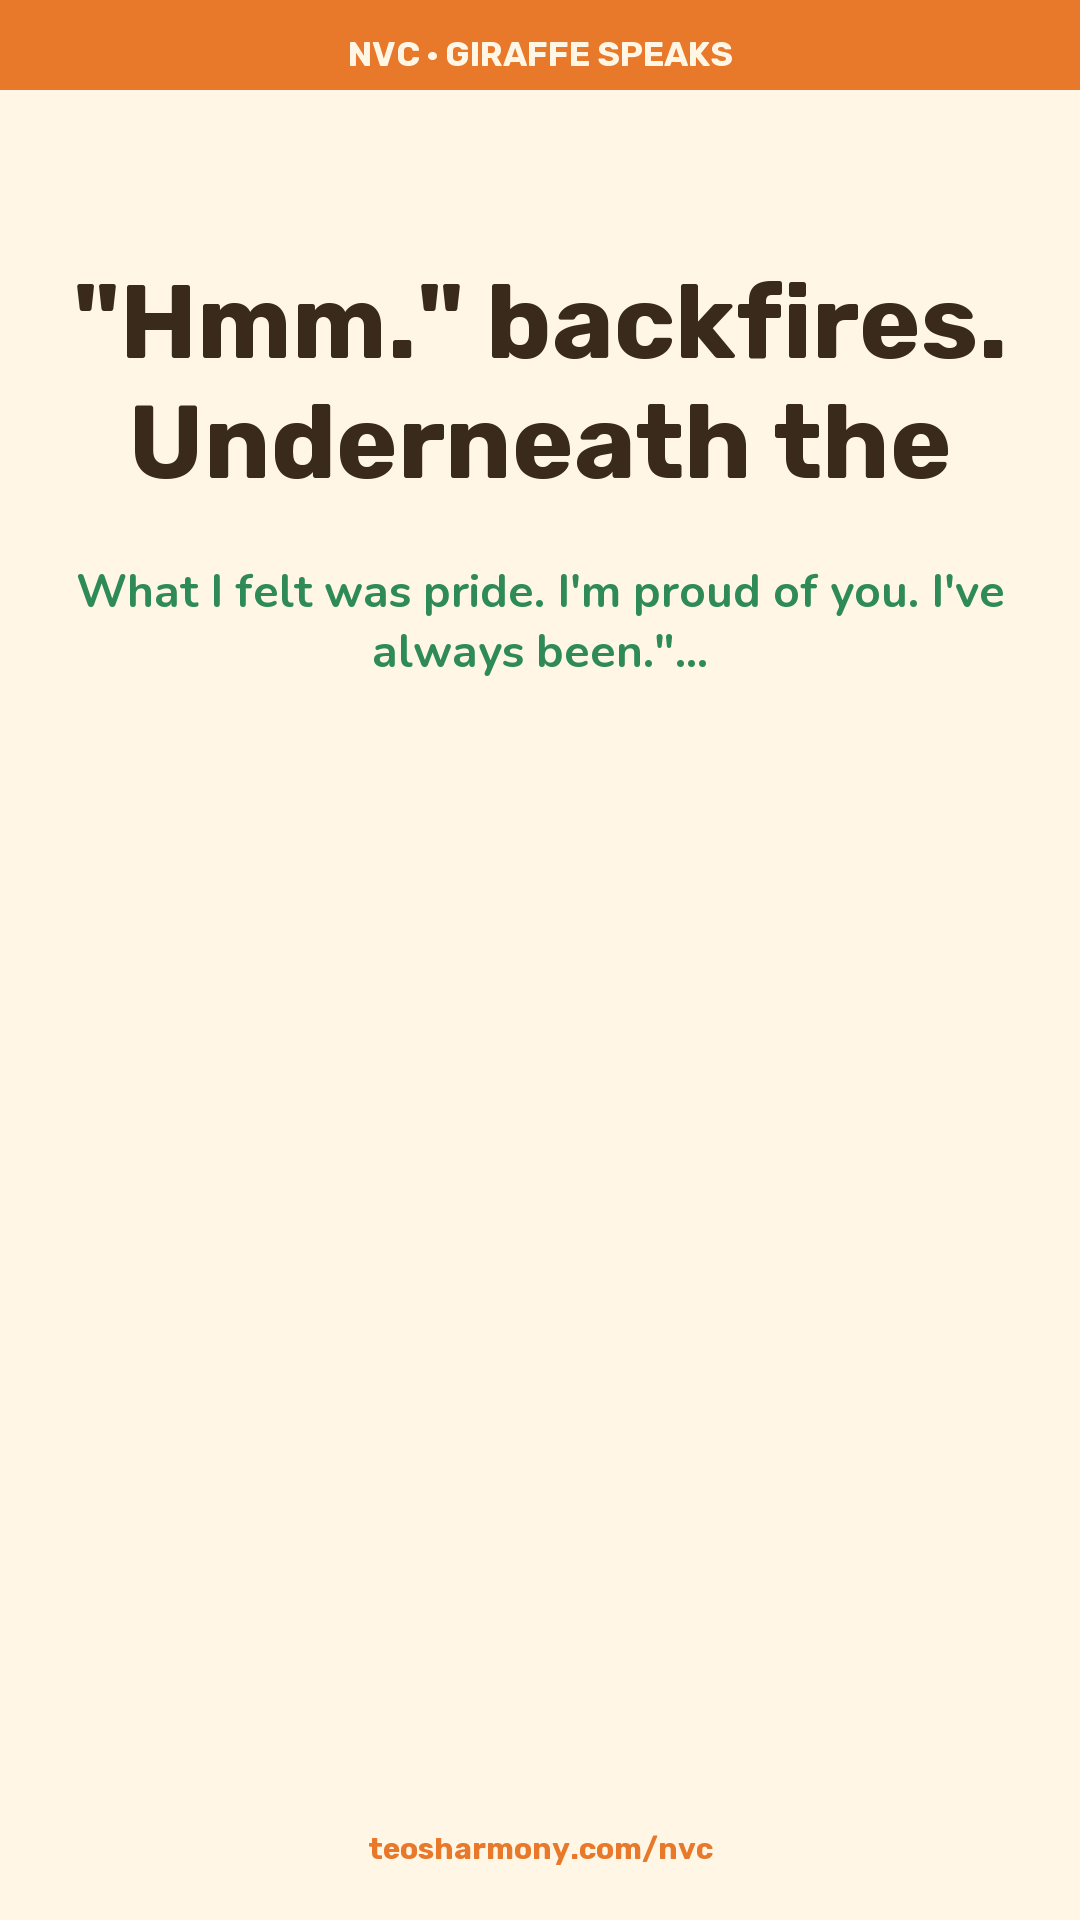 NVC • GIRAFFE SPEAKS
"Hmm." backfires.
Underneath the
What I felt was pride. I'm proud of you. I've
always been."...
teosharmony.com/nvc